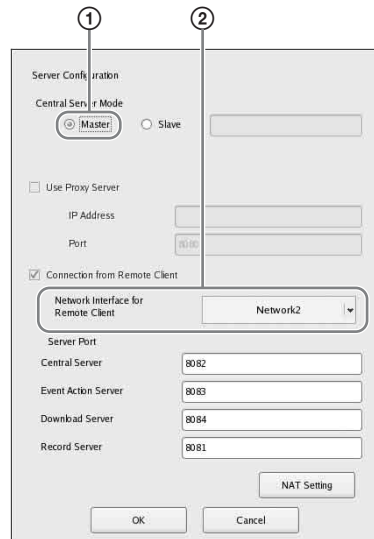 1 2
Server Configuration
Central Server Mode
Master Slave
Use Proxy Server
IP Address
Port 8080
Connection from Remote Client
Network Interface for
Remote Client
Network2
Server Port
Central Server 8082
Event Action Server 8083
Download Server 8084
Record Server 8081
NAT Setting
OK Cancel